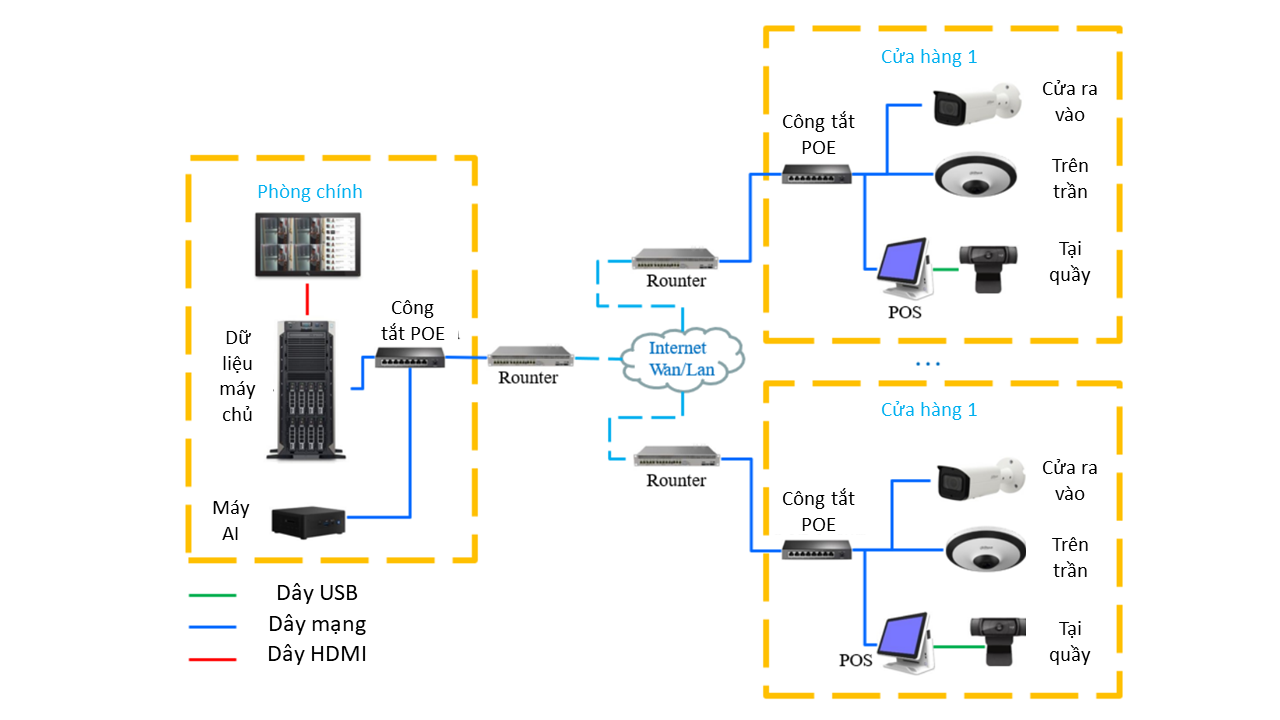 Phòng chính
Dữ
liệu
máy
chủ
Công
tắt POE
Máy
AI
Rounter
Internet
Wan/Lan
Rounter
Rounter
Cửa hàng 1
Công tắt
POE
Cửa ra
vào
Trên
trần
Tại
quầy
POS
...
Cửa hàng 1
Công tắt
POE
Cửa ra
vào
Trên
trần
Tại
quầy
POS
Dây USB
Dây mạng
Dây HDMI